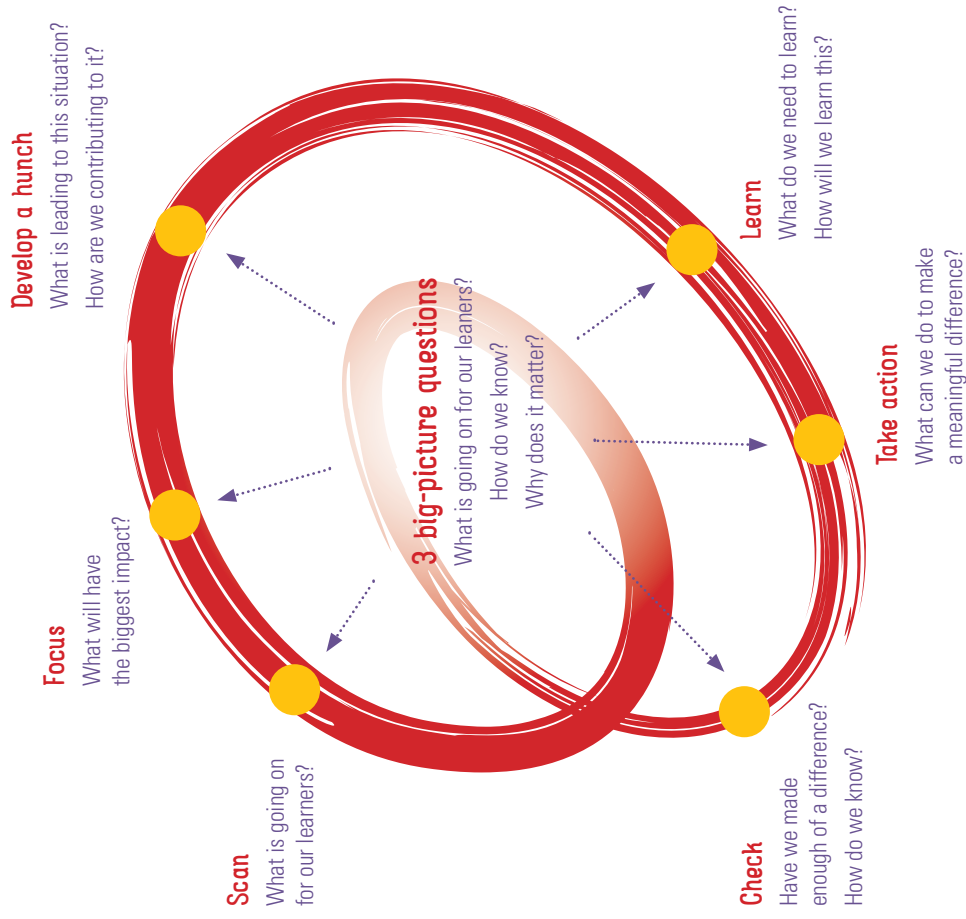 Scan
What is going on
for our learners?
Focus
What will have
the biggest impact?
Develop a hunch
What is leading to this situation?
How are we contributing to it?
3 big-picture questions
What is going on for our leaners?
How do we know?
Why does it matter?
Learn
What do we need to learn?
How will we learn this?
Take action
What can we do to make
a meaningful difference?
Check
Have we made
enough of a difference?
How do we know?